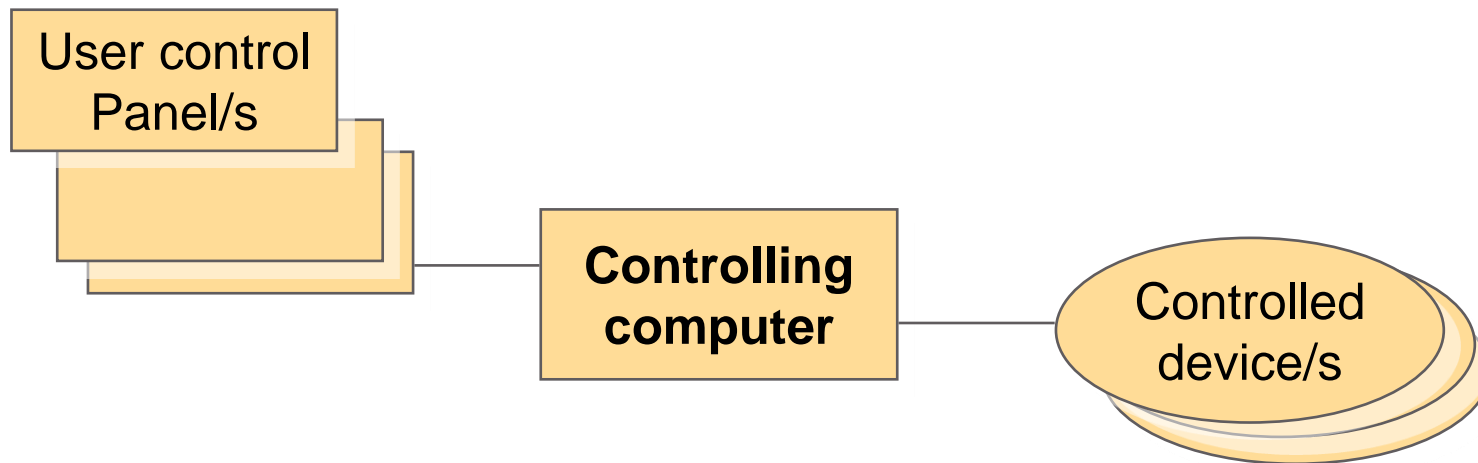 User control
Panel/s
Controlling
computer
Controlled
device/s